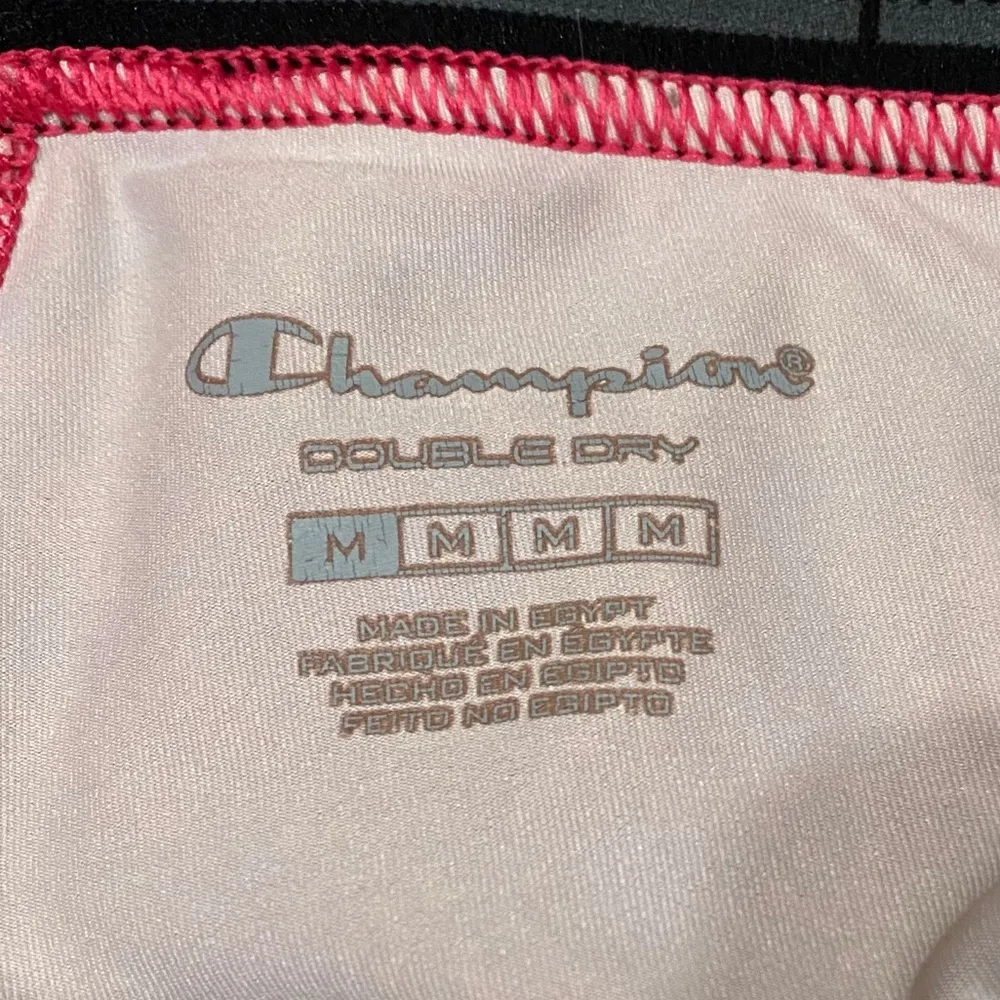 Champion®
DOUBLE DRY
M M M M
MADE IN EGYPT
FABRIQUÉ EN ÉGYPTE
HECHO EN EGIPTO
FEITO NO EGIPTO